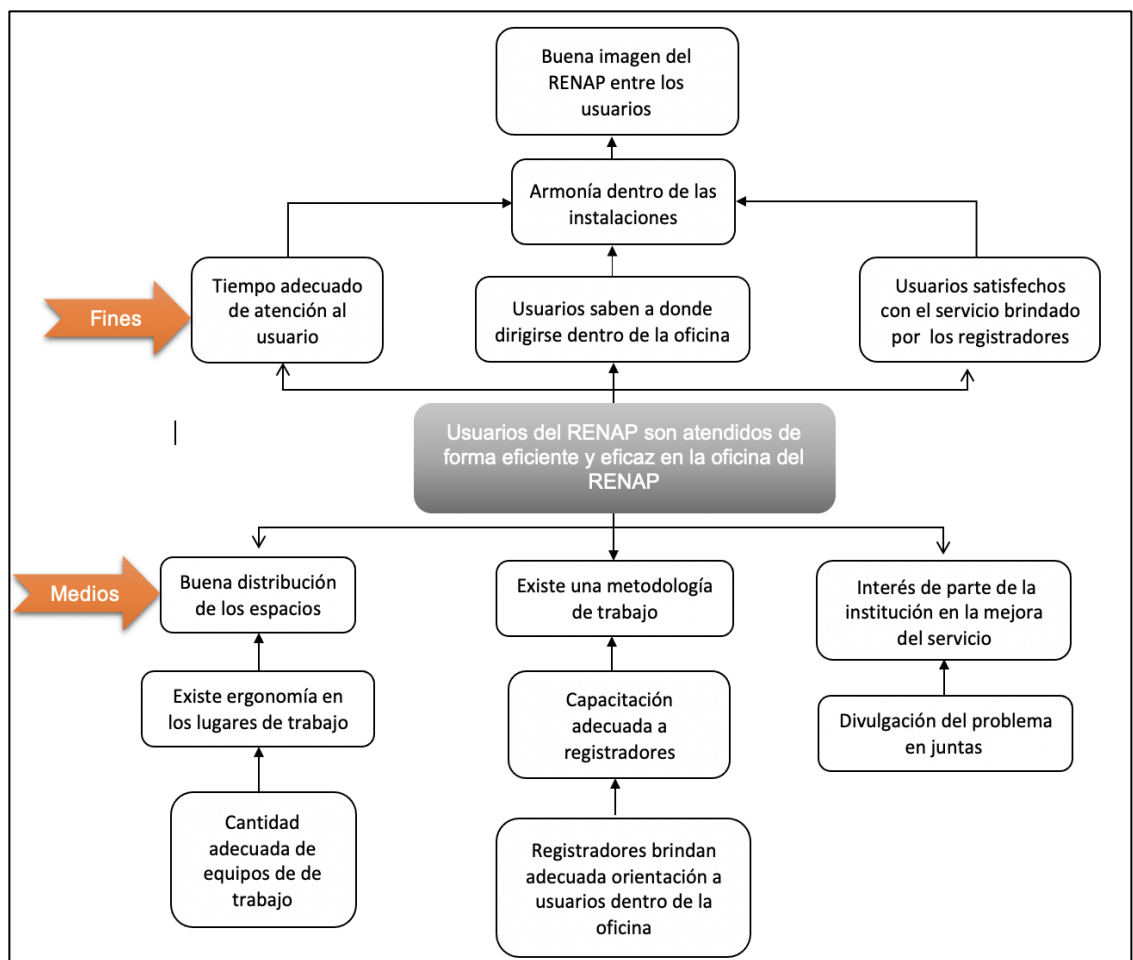 Buena imagen del
RENAP entre los
usuarios
Armonía dentro de las
instalaciones
Fines
Tiempo adecuado
de atención al
usuario
Usuarios saben a donde
dirigirse dentro de la oficina
Usuarios satisfechos
con el servicio brindado
por los registradores
Usuarios del RENAP son atendidos de
forma eficiente y eficaz en la oficina del
RENAP
Medios
Buena distribución
de los espacios
Existe una metodología
de trabajo
Interés de parte de la
institución en la mejora
del servicio
Existe ergonomía en
los lugares de trabajo
Capacitación
adecuada a
registradores
Divulgación del problema
en juntas
Cantidad
adecuada de
equipos de de
trabajo
Registradores brindan
adecuada orientación a
usuarios dentro de la
oficina